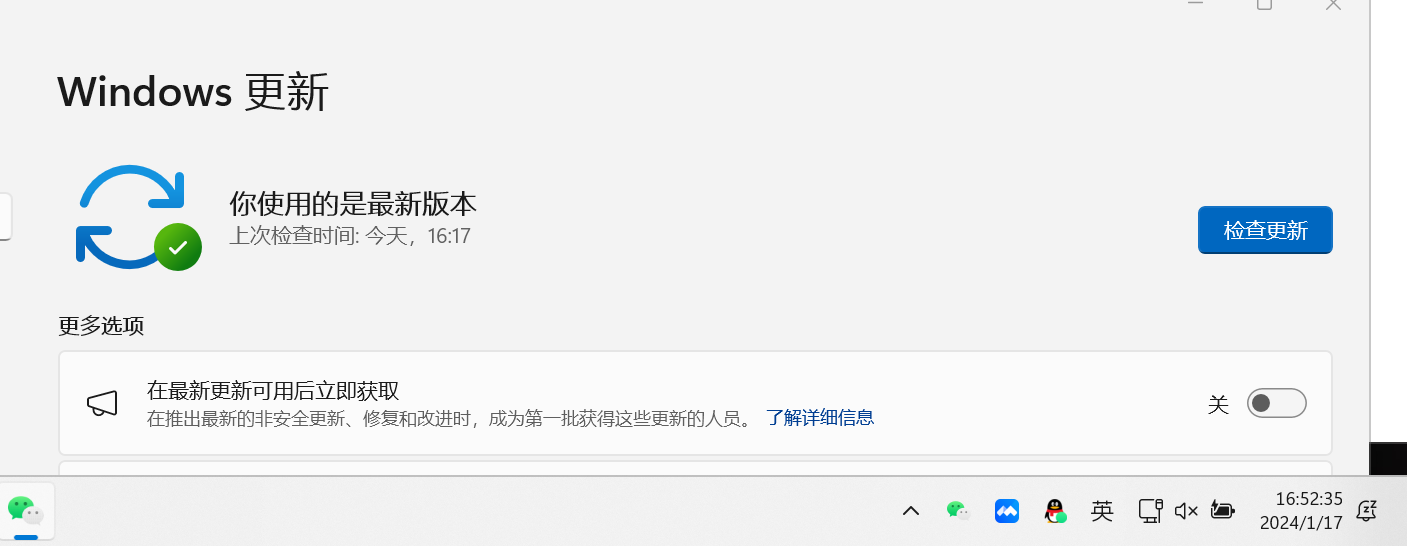 Windows 更新
你使用的是最新版本
上次检查时间: 今天，16:17
检查更新
更多选项
在最新更新可用后立即获取
在推出最新的非安全更新、修复和改进时，成为第一批获得这些更新的人员。 了解详细信息
关
英
16:52:35
2024/1/17